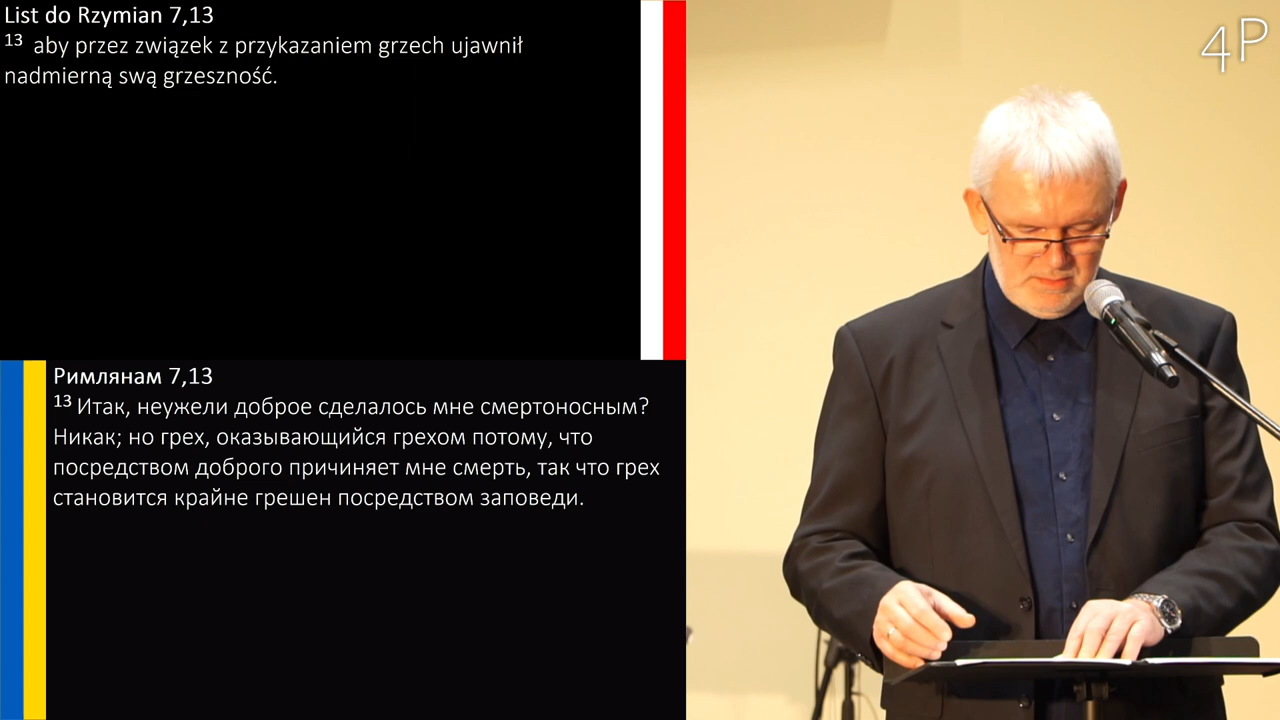 List do Rzymian 7,13
13 aby przez związek z przykazaniem grzech ujawnił
nadmierną swą grzeszność.
Римлянам 7,13
13 Итак, неужели доброе сделалось мне смертоносным?
Никак; но грех, оказывающийся грехом потому, что
посредством доброго причиняет мне смерть, так что грех
становится крайне грешен посредством заповеди.
4P